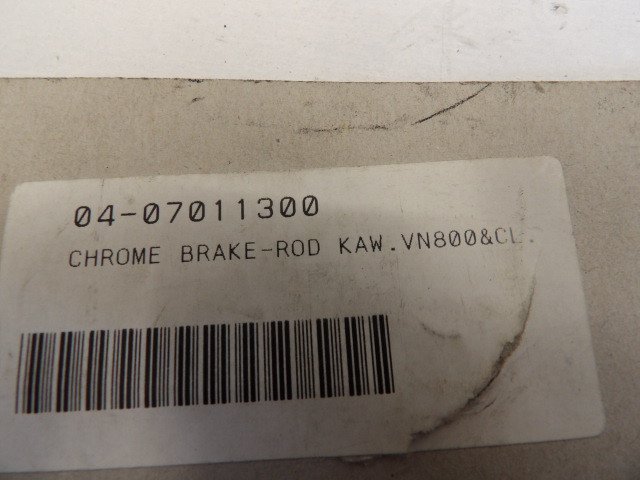 04-07011300
CHROME BRAKE-ROD KAW.VN800&CL.